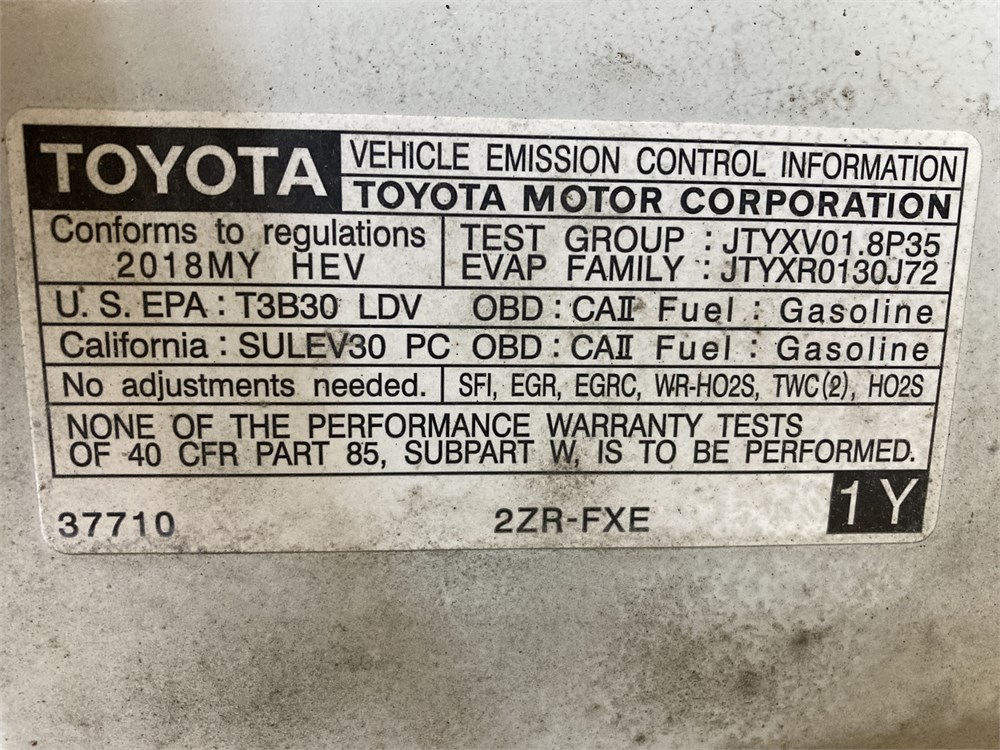 TOYOTA
VEHICLE EMISSION CONTROL INFORMATION
TOYOTA MOTOR CORPORATION
Conforms to regulations
2018MY HEV
TEST GROUP : JTYXV01.8P35
EVAP FAMILY : JTYXR0130J72
U. S. EPA : T3B30 LDV OBD : CAⅡ Fuel : Gasoline
California : SULEV30 PC OBD : CAⅡ Fuel : Gasoline
No adjustments needed. SFI, EGR, EGRC, WR-HO2S, TWC(2), HO2S
NONE OF THE PERFORMANCE WARRANTY TESTS
OF 40 CFR PART 85, SUBPART W, IS TO BE PERFORMED.
37710 2ZR-FXE 1Y